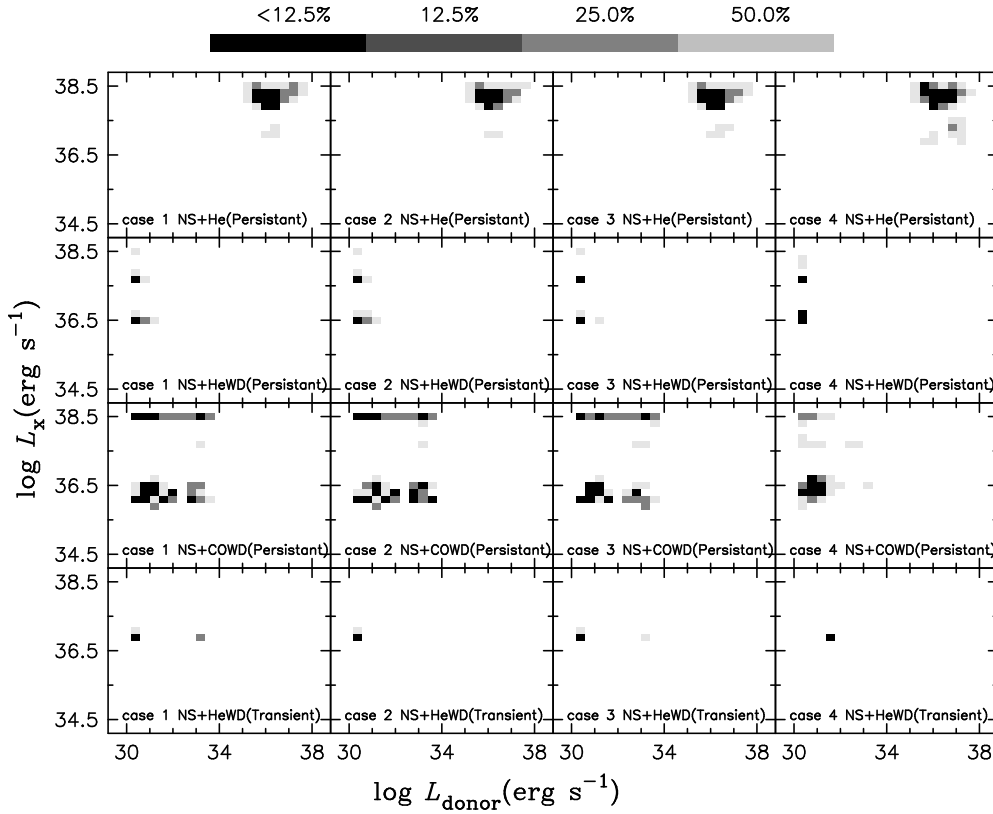 <12.5% 12.5% 25.0% 50.0%
38.5
36.5
34.5
case 1 NS+He(Persistant) case 2 NS+He(Persistant) case 3 NS+He(Persistant) case 4 NS+He(Persistant)
38.5
36.5
34.5
case 1 NS+HeWD(Persistant) case 2 NS+HeWD(Persistant) case 3 NS+HeWD(Persistant) case 4 NS+HeWD(Persistant)
38.5
36.5
34.5
case 1 NS+COWD(Persistant) case 2 NS+COWD(Persistant) case 3 NS+COWD(Persistant) case 4 NS+COWD(Persistant)
38.5
36.5
34.5
case 1 NS+HeWD(Transient) case 2 NS+HeWD(Transient) case 3 NS+HeWD(Transient) case 4 NS+HeWD(Transient)
30 34 38 30 34 38 30 34 38 30 34 38
log Lx(erg s−1)
log Ldonor(erg s−1)